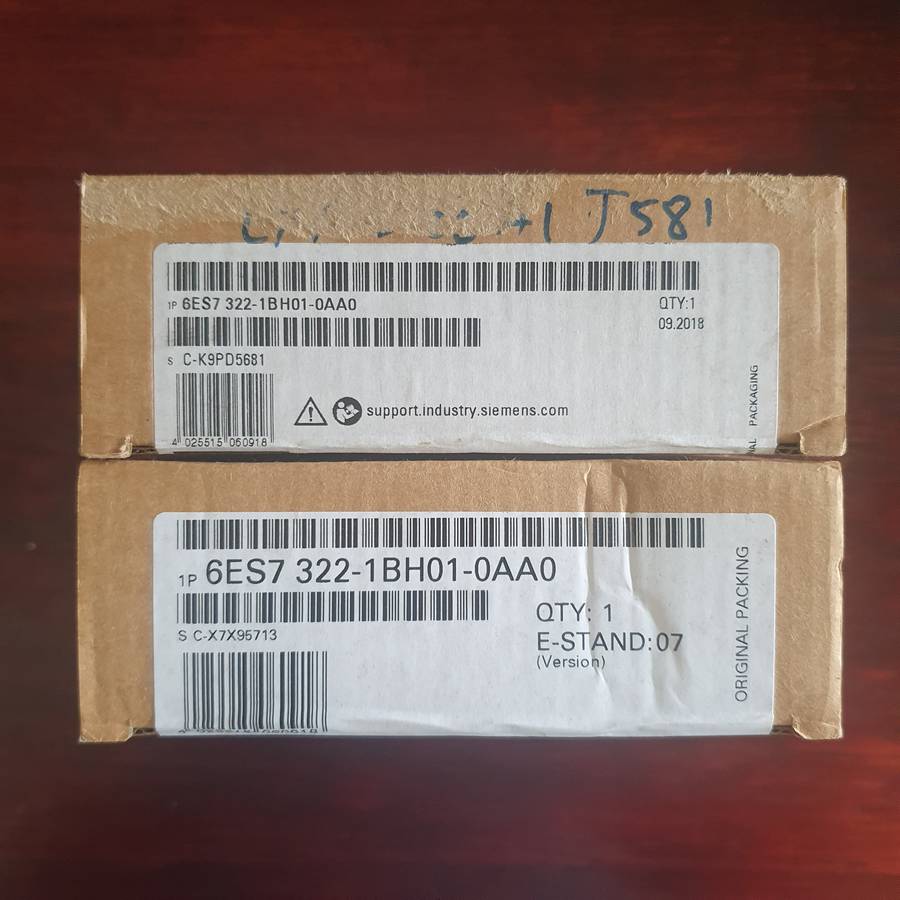 J581
1P 6ES7 322-1BH01-0AA0
QTY:1
09.2018
S C-K9PD5681
support.industry.siemens.com
4 025515 060918
PACKAGING
1P 6ES7 322-1BH01-0AA0
S C-X7X95713
QTY: 1
E-STAND:07
(Version)
ORIGINAL PACKING